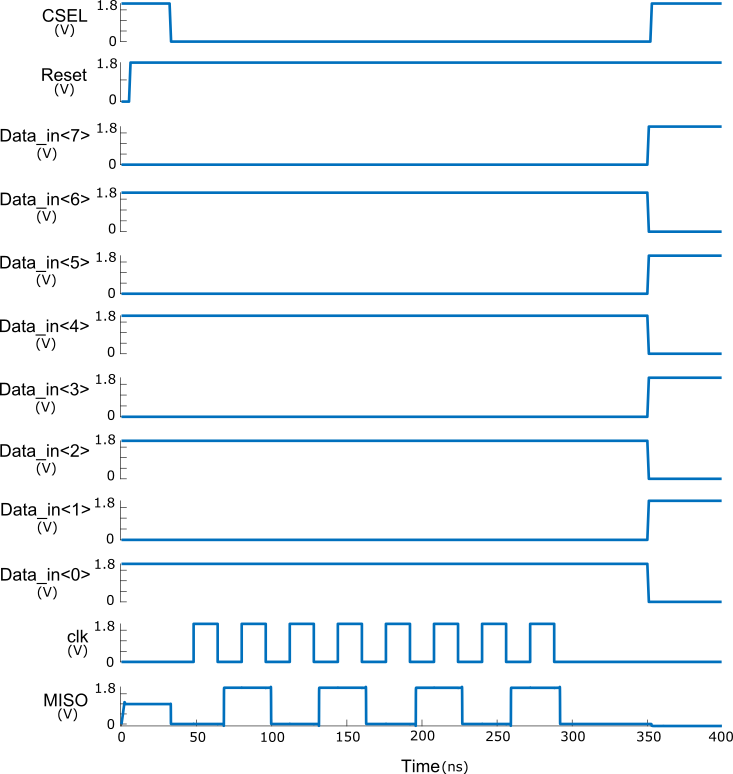 CSEL 1.8
(V)
0
Reset 1.8
(V)
0
Data_in<7> 1.8
(V)
0
Data_in<6> 1.8
(V)
0
Data_in<5> 1.8
(V)
0
Data_in<4> 1.8
(V)
0
Data_in<3> 1.8
(V)
0
Data_in<2> 1.8
(V)
0
Data_in<1> 1.8
(V)
0
Data_in<0> 1.8
(V)
0
clk 1.8
(V)
0
MISO 1.8
(V)
0
0 50 100 150 200 250 300 350 400
Time(ns)